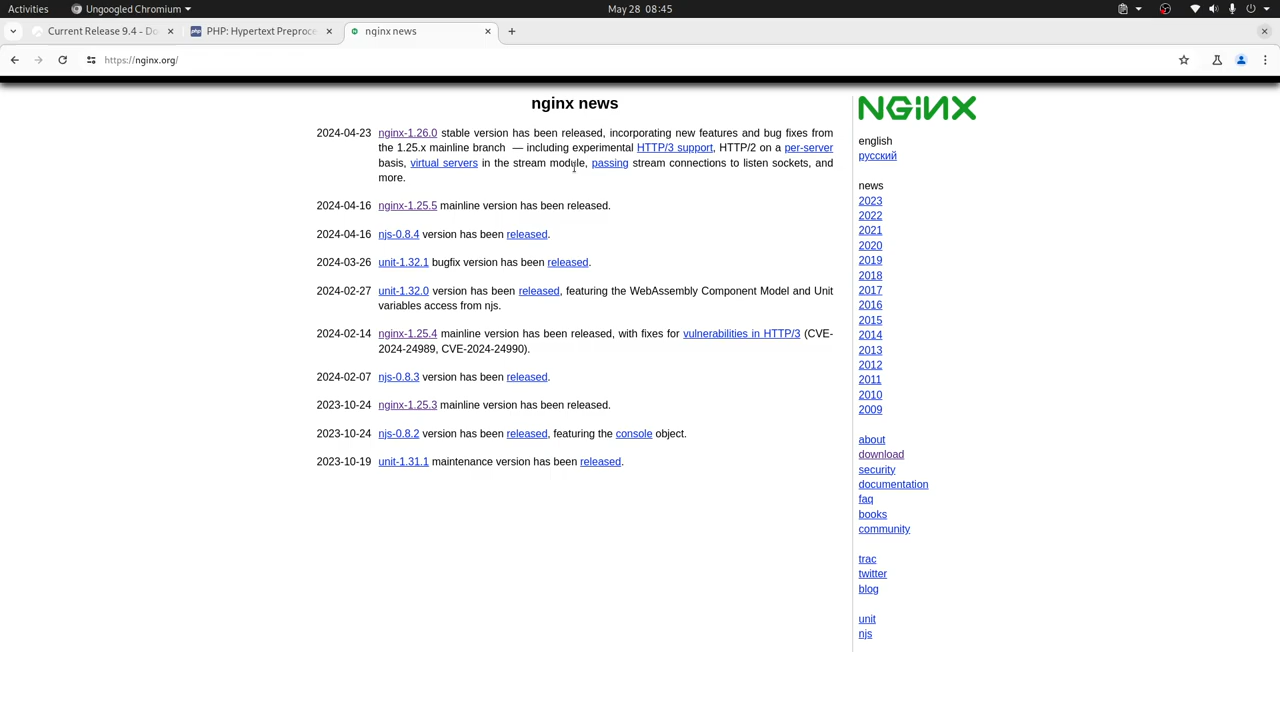 Activities
Ungoogled Chromium
May 28 08:45
Current Release 9.4 - Do
PHP: Hypertext Preproce
nginx news
https://nginx.org/
nginx news
2024-04-23 nginx-1.26.0 stable version has been released, incorporating new features and bug fixes from
the 1.25.x mainline branch — including experimental HTTP/3 support, HTTP/2 on a per-server
basis, virtual servers in the stream module, passing stream connections to listen sockets, and
more.
2024-04-16 nginx-1.25.5 mainline version has been released.
2024-04-16 njs-0.8.4 version has been released.
2024-03-26 unit-1.32.1 bugfix version has been released.
2024-02-27 unit-1.32.0 version has been released, featuring the WebAssembly Component Model and Unit
variables access from njs.
2024-02-14 nginx-1.25.4 mainline version has been released, with fixes for vulnerabilities in HTTP/3 (CVE-
2024-24989, CVE-2024-24990).
2024-02-07 njs-0.8.3 version has been released.
2023-10-24 nginx-1.25.3 mainline version has been released.
2023-10-24 njs-0.8.2 version has been released, featuring the console object.
2023-10-19 unit-1.31.1 maintenance version has been released.
NGINX
english
русский
news
2023
2022
2021
2020
2019
2018
2017
2016
2015
2014
2013
2012
2011
2010
2009
about
download
security
documentation
faq
books
community
trac
twitter
blog
unit
njs